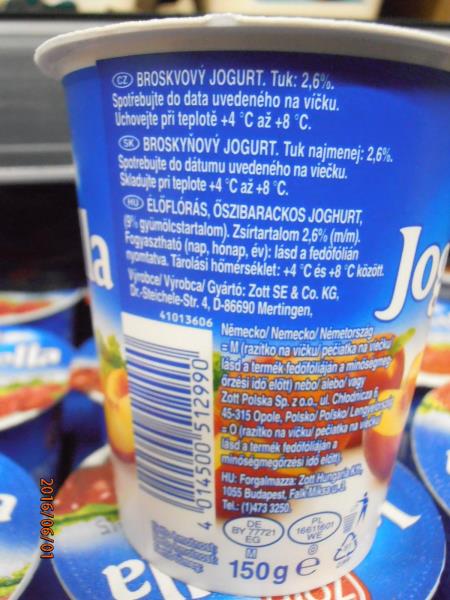 CZ BROSKVOVÝ JOGURT. Tuk: 2,6%.
Spotřebujte do data uvedeného na víčku.
Uchovejte při teplotě +4 °C až +8 °C.
SK BROSKYŇOVÝ JOGURT. Tuk najmenej: 2,6%.
Spotrebujte do dátumu uvedeného na viečku.
Skladujte pri teplote +4 °C až +8 °C.
HU ÉLŐFLÓRÁS, ŐSZIBARACKOS JOGHURT,
(9% gyümölcstartalom). Zsírtartalom 2,6% (m/m).
Fogyasztható (nap, hónap, év): lásd a fedőfólián
nyomtatva. Tárolási hőmérséklet: +4 °C és +8 °C között.
Výrobce/ Výrobca/ Gyártó: Zott SE & Co. KG,
Dr.-Steichele-Str. 4, D-86690 Mertingen,
41013606
Německo/ Nemecko/ Németország
= M (razítko na víčku/ pečiatka na viečku/
lásd a termék fedőfóliáján a minőségmeg-
őrzési idő előtt) nebo/ alebo/ vagy
Zott Polska Sp. z o.o., ul. Chłodnicza 6,
45-315 Opole, Polsko/ Poľsko/ Lengyelország
= O (razítko na víčku/ pečiatka na viečku/
lásd a termék fedőfóliáján a
minőségmegőrzési idő előtt).
HU: Forgalmazza: Zott Hungária Kft.,
1055 Budapest, Falk Miksa u. 
Tel.: (1)473 3250
4 014500 512990
DE
BY 77721
EG
M
PL
16611601
WE
O
150 g e
Jog
la
ella
2016/06/01